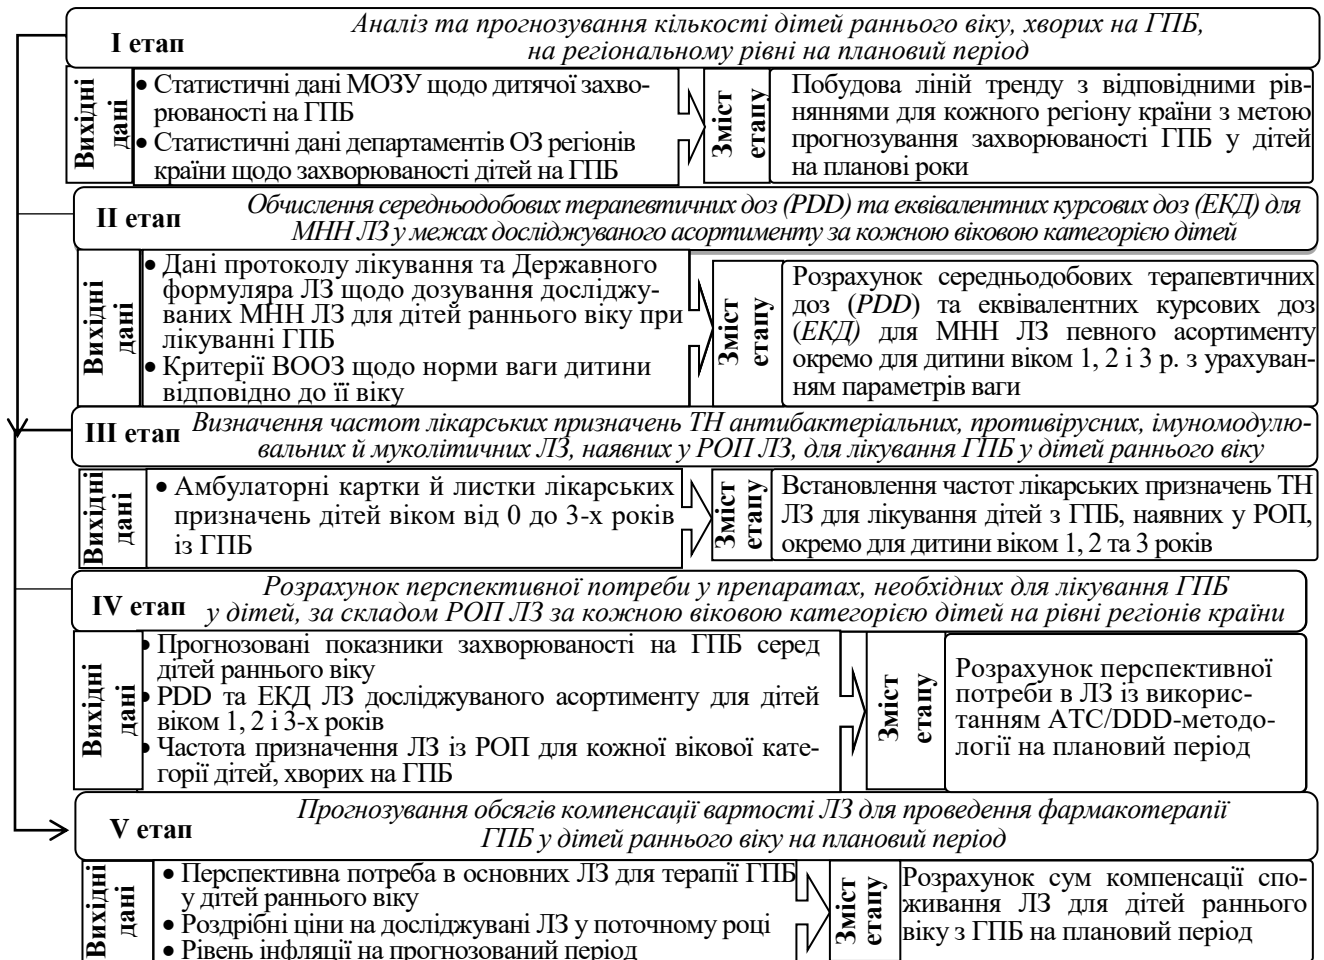 І етап
Аналіз та прогнозування кількості дітей раннього віку, хворих на ГПБ,
на регіональному рівні на плановий період
Вихідні
дані
• Статистичні дані МОЗУ щодо дитячої захво-
рюваності на ГПБ
• Статистичні дані департаментів ОЗ регіонів
країни щодо захворюваності дітей на ГПБ
Зміст
етапу
Побудова ліній тренду з відповідними рів-
няннями для кожного регіону країни з метою
прогнозування захворюваності ГПБ у дітей
на планові роки
ІІ етап
Обчислення середньодобових терапевтичних доз (PDD) та еквівалентних курсових доз (ЕКД) для
МНН ЛЗ у межах досліджуваного асортименту за кожною віковою категорією дітей
Вихідні
дані
• Дані протоколу лікування та Державного
формуляра ЛЗ щодо дозування досліджу-
ваних МНН ЛЗ для дітей раннього віку при
лікуванні ГПБ
• Критерії ВООЗ щодо норми ваги дитини
відповідно до її віку
Зміст
етапу
Розрахунок середньодобових терапевтичних
доз (PDD) та еквівалентних курсових доз
(ЕКД) для МНН ЛЗ певного асортименту
окремо для дитини віком 1, 2 і 3 р. з урахуван-
ням параметрів ваги
ІІІ етап
Визначення частот лікарських призначень ТН антибактеріальних, противірусних, імуномодулю-
вальних й муколітичних ЛЗ, наявних у РОП ЛЗ, для лікування ГПБ у дітей раннього віку
Вихідні
дані
• Амбулаторні картки й листки лікарських
призначень дітей віком від 0 до 3-х років
із ГПБ
Зміст
етапу
Встановлення частот лікарських призначень ТН
ЛЗ для лікування дітей з ГПБ, наявних у РОП,
окремо для дитини віком 1, 2 та 3 років
IV етап
Розрахунок перспективної потреби у препаратах, необхідних для лікування ГПБ
у дітей, за складом РОП ЛЗ за кожною віковою категорією дітей на рівні регіонів країни
Вихідні
дані
• Прогнозовані показники захворюваності на ГПБ серед
дітей раннього віку
• PDD та ЕКД ЛЗ досліджуваного асортименту для дітей
віком 1, 2 і 3-х років
• Частота призначення ЛЗ із РОП для кожної вікової кате-
горії дітей, хворих на ГПБ
Зміст
етапу
Розрахунок перспективної
потреби в ЛЗ із викорис-
танням АТС/DDD-методо-
логії на плановий період
V етап
Прогнозування обсягів компенсації вартості ЛЗ для проведення фармакотерапії
ГПБ у дітей раннього віку на плановий період
Вихідні
дані
• Перспективна потреба в основних ЛЗ для терапії ГПБ
у дітей раннього віку
• Роздрібні ціни на досліджувані ЛЗ у поточному році
• Рівень інфляції на прогнозований період
Зміст
етапу
Розрахунок сум компенсації спо-
живання ЛЗ для дітей раннього
віку з ГПБ на плановий період